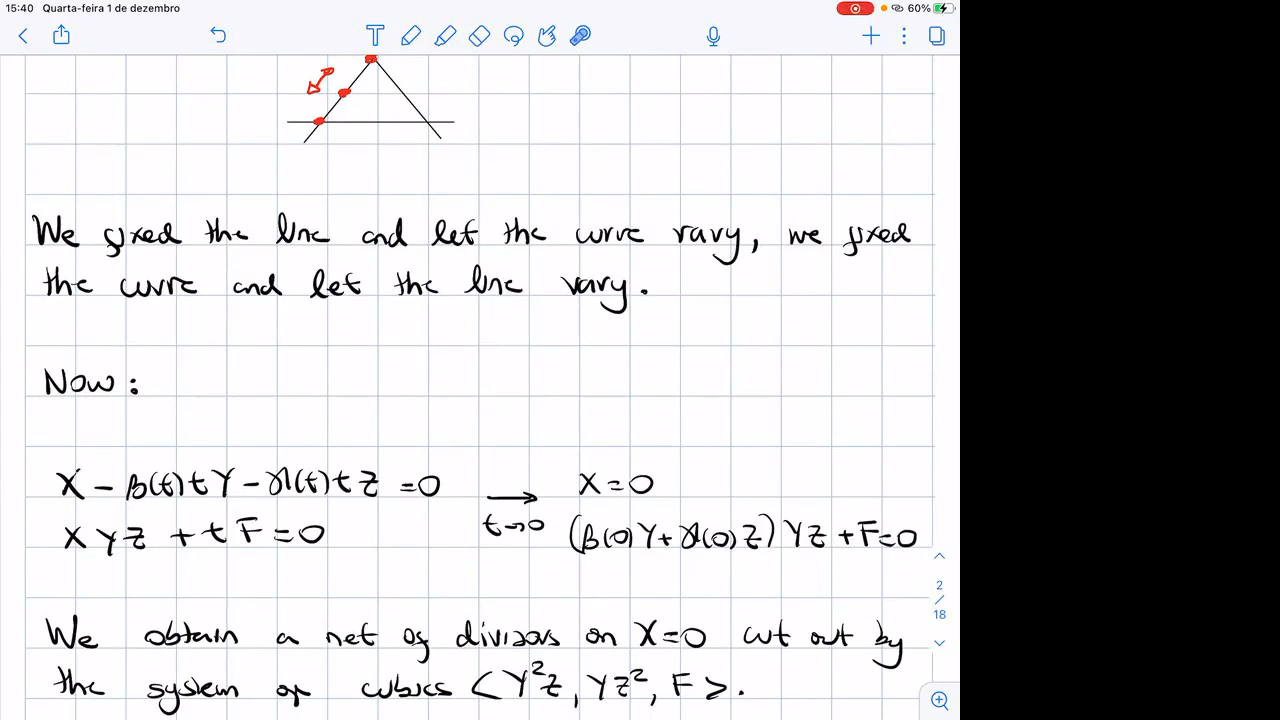 15:40 Quarta-feira 1 de dezembro 60%
We fixed the line and let the curve vary, we fixed
the curve and let the line vary.
Now:
X - β(t)tY - γ(t)tZ = 0 → X = 0
t→0
XYZ + tF = 0 (β(0)Y + γ(0)Z)YZ + F = 0
2
/
18
We obtain a net of divisors on X=0 cut out by
the system of cubics <Y²Z, YZ², F>.